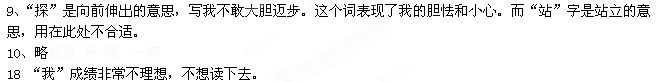 9、“探”是向前伸出的意思，写我不敢大胆迈步。这个词表现了我的胆怯和小心。而“站”字是站立的意
思，用在此处不合适。
10、略
18 “我”成绩非常不理想，不想读下去。